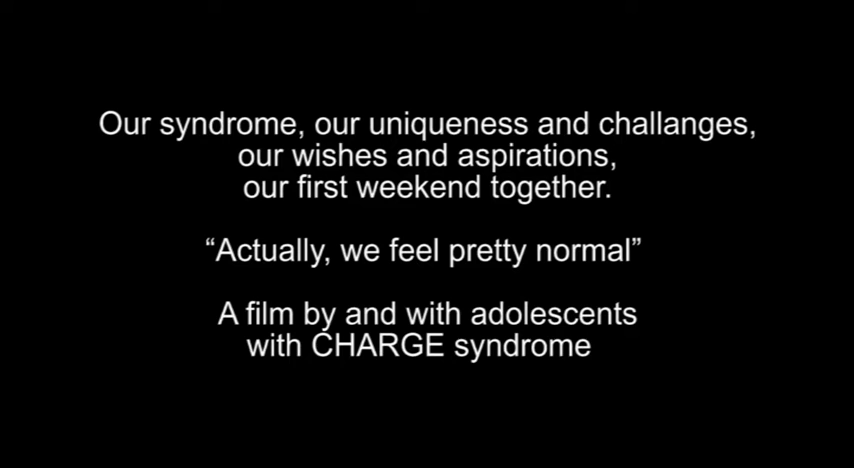 Our syndrome, our uniqueness and challanges,
our wishes and aspirations,
our first weekend together.
“Actually, we feel pretty normal”
A film by and with adolescents
with CHARGE syndrome